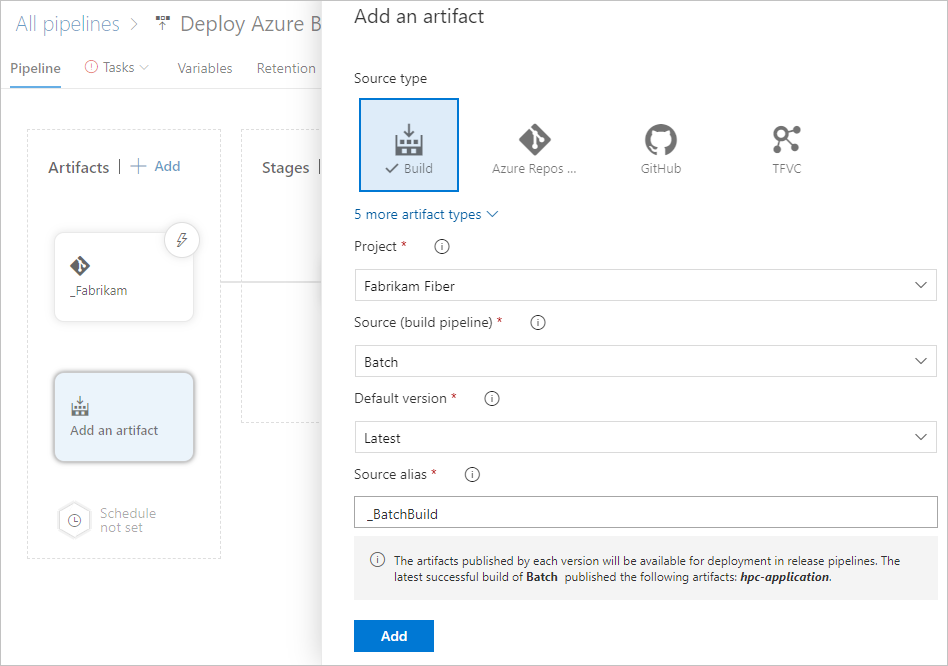 All pipelines > Deploy Azure B
Pipeline
Tasks
Variables
Retention
Artifacts | + Add
Stages |
_Fabrikam
Add an artifact
Schedule
not set
Add an artifact
Source type
Build
Azure Repos ...
GitHub
TFVC
5 more artifact types
Project *
Fabrikam Fiber
Source (build pipeline) *
Batch
Default version *
Latest
Source alias *
_BatchBuild
The artifacts published by each version will be available for deployment in release pipelines. The
latest successful build of Batch published the following artifacts: hpc-application.
Add